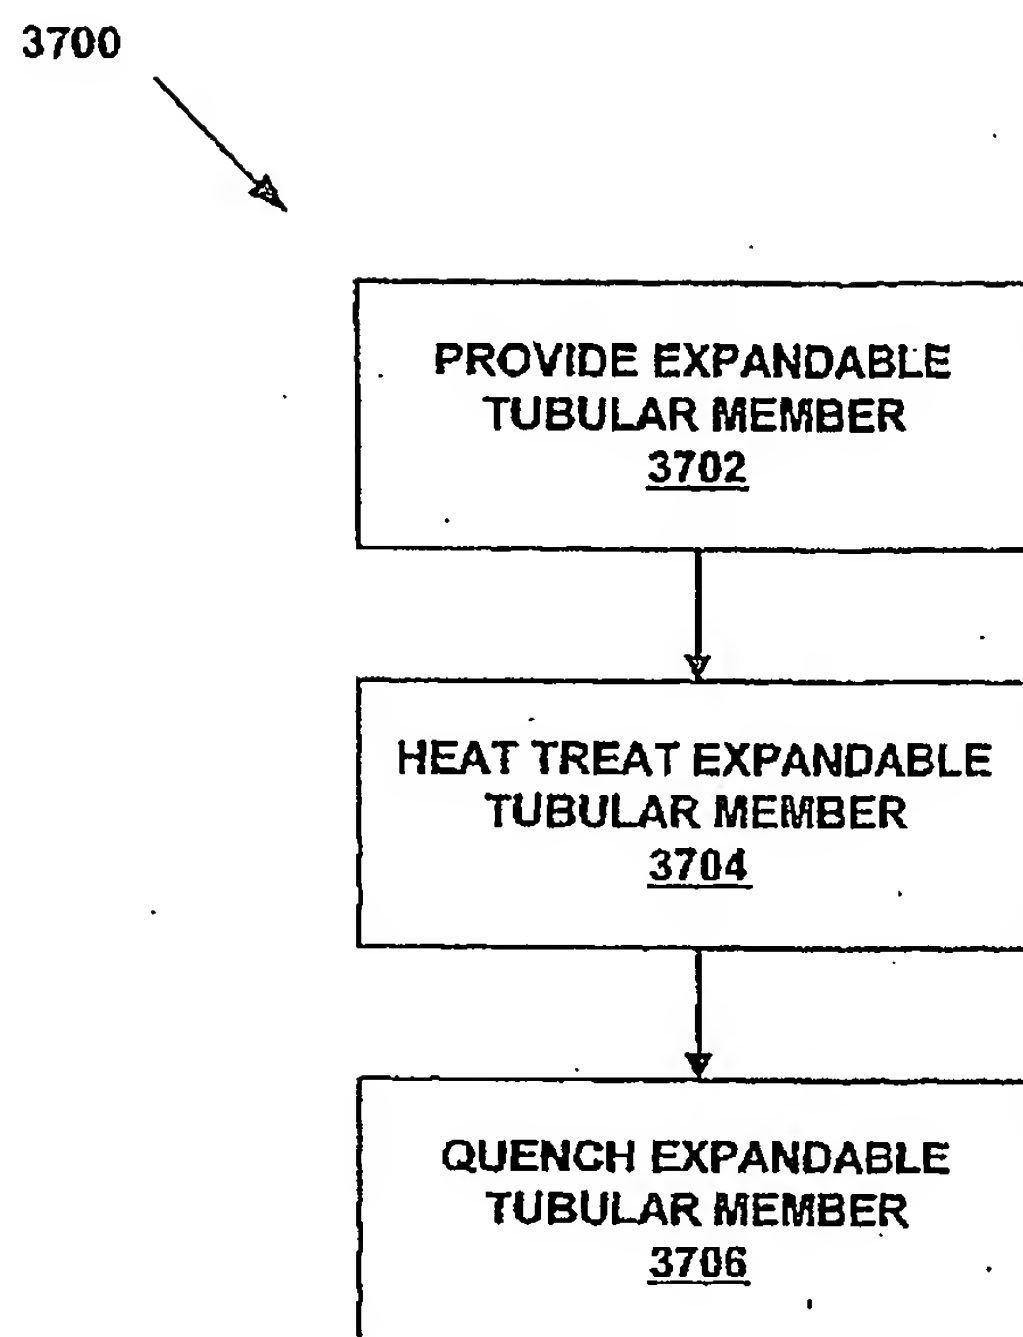 3700
PROVIDE EXPANDABLE
TUBULAR MEMBER
3702
HEAT TREAT EXPANDABLE
TUBULAR MEMBER
3704
QUENCH EXPANDABLE
TUBULAR MEMBER
3706